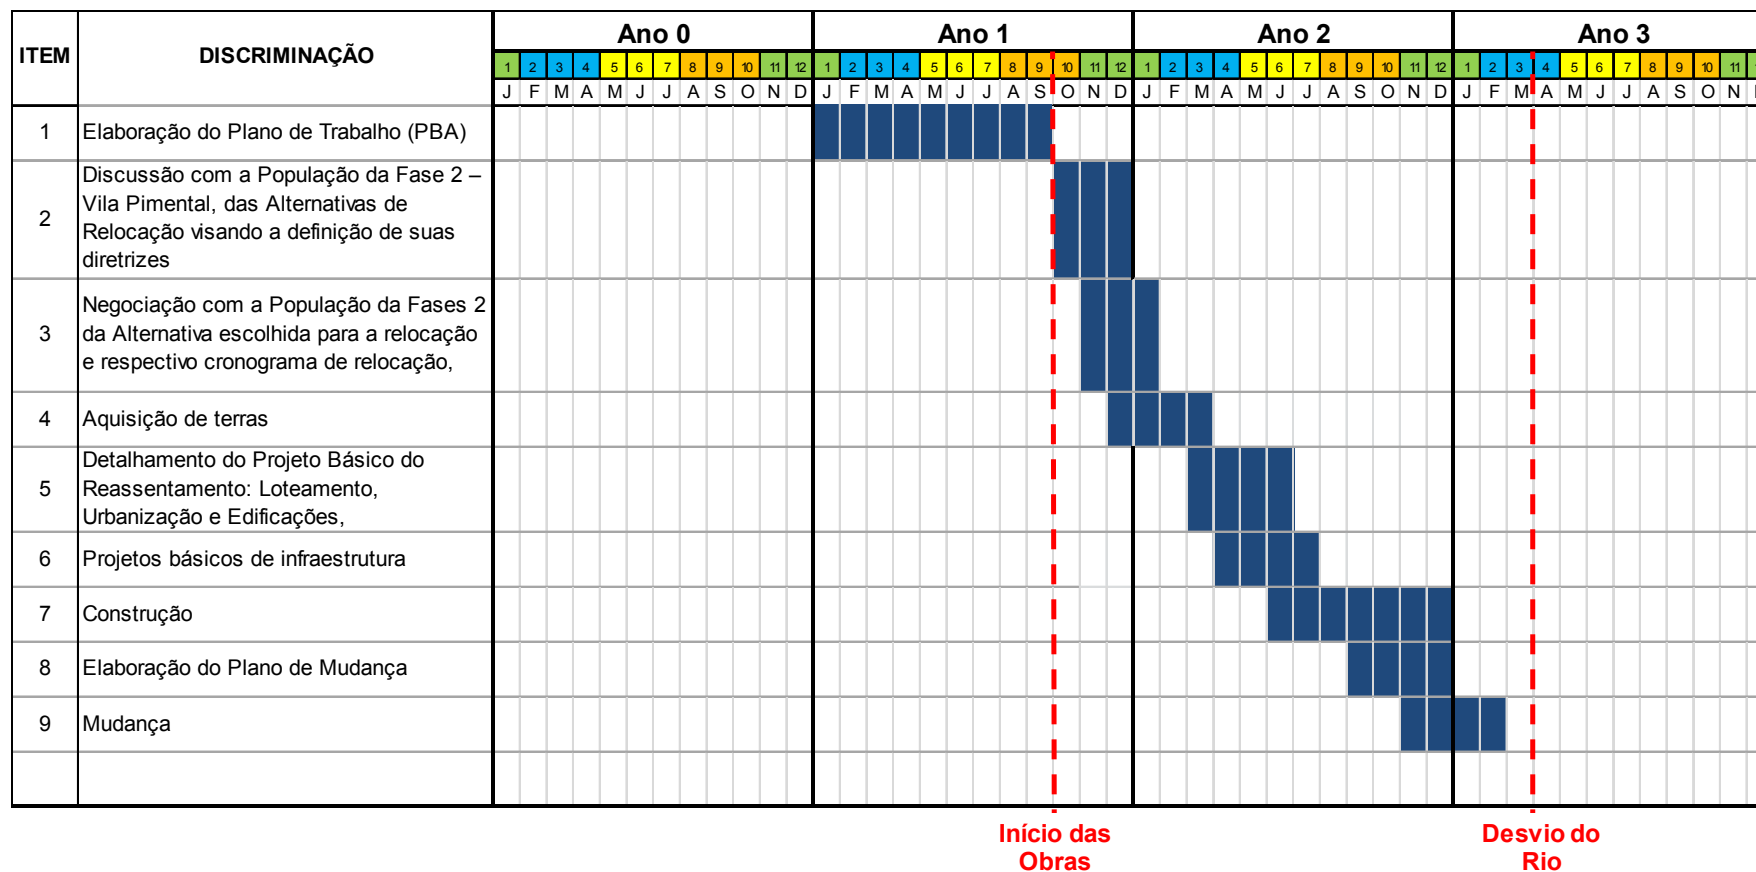 ITEM DISCRIMINAÇÃO Ano 0 Ano 1 Ano 2 Ano 3
1 2 3 4 5 6 7 8 9 10 11 12 1 2 3 4 5 6 7 8 9 10 11 12 1 2 3 4 5 6 7 8 9 10 11 12 1 2 3 4 5 6 7 8 9 10 11
J F M A M J J A S O N D J F M A M J J A S O N D J F M A M J J A S O N D J F M A M J J A S O N
1 Elaboração do Plano de Trabalho (PBA)
2 Discussão com a População da Fase 2 –
Vila Pimental, das Alternativas de
Relocação visando a definição de suas
diretrizes
3 Negociação com a População da Fases 2
da Alternativa escolhida para a relocação
e respectivo cronograma de relocação,
4 Aquisição de terras
5 Detalhamento do Projeto Básico do
Reassentamento: Loteamento,
Urbanização e Edificações,
6 Projetos básicos de infraestrutura
7 Construção
8 Elaboração do Plano de Mudança
9 Mudança
Início das
Obras
Desvio do
Rio